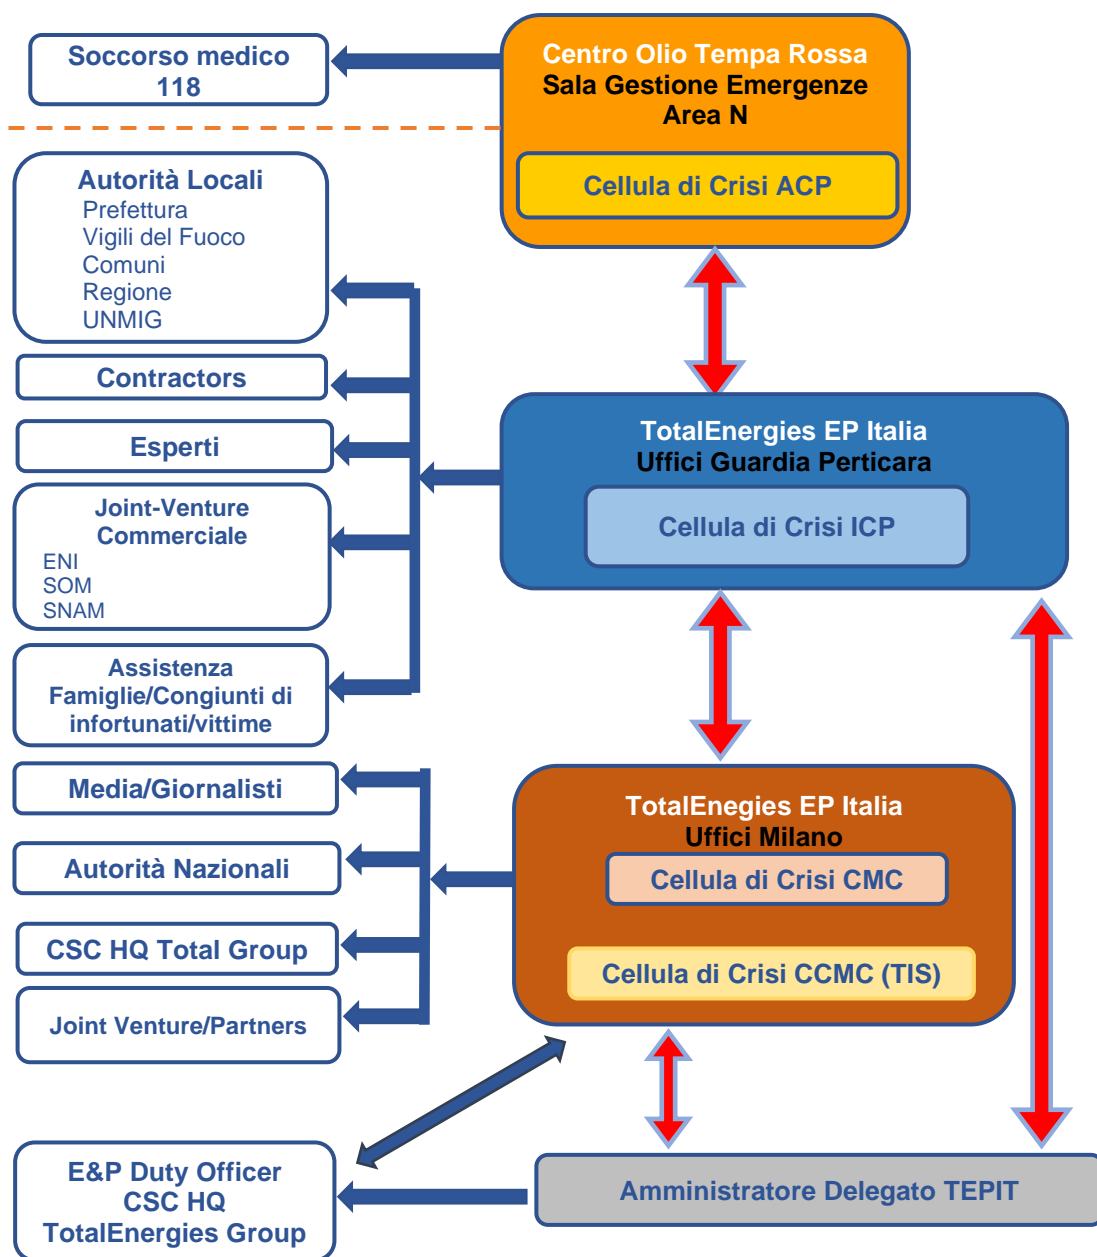 Soccorso medico
118
Centro Olio Tempa Rossa
Sala Gestione Emergenze
Area N
Cellula di Crisi ACP
Autorità Locali
Prefettura
Vigili del Fuoco
Comuni
Regione
UNMIG
Contractors
Esperti
Joint-Venture
Commerciale
ENI
SOM
SNAM
Assistenza
Famiglie/Congiunti di
infortunati/vittime
TotalEnergies EP Italia
Uffici Guardia Perticara
Cellula di Crisi ICP
Media/Giornalisti
Autorità Nazionali
CSC HQ Total Group
Joint Venture/Partners
TotalEnegies EP Italia
Uffici Milano
Cellula di Crisi CMC
Cellula di Crisi CCMC (TIS)
E&P Duty Officer
CSC HQ
TotalEnergies Group
Amministratore Delegato TEPIT